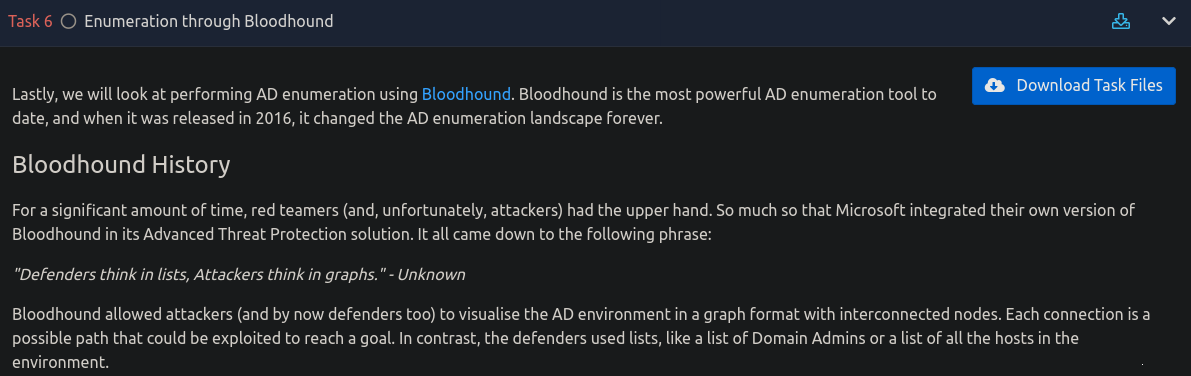 Task 6 Enumeration through Bloodhound
Download Task Files
Lastly, we will look at performing AD enumeration using Bloodhound. Bloodhound is the most powerful AD enumeration tool to
date, and when it was released in 2016, it changed the AD enumeration landscape forever.
Bloodhound History
For a significant amount of time, red teamers (and, unfortunately, attackers) had the upper hand. So much so that Microsoft integrated their own version of
Bloodhound in its Advanced Threat Protection solution. It all came down to the following phrase:
"Defenders think in lists, Attackers think in graphs." - Unknown
Bloodhound allowed attackers (and by now defenders too) to visualise the AD environment in a graph format with interconnected nodes. Each connection is a
possible path that could be exploited to reach a goal. In contrast, the defenders used lists, like a list of Domain Admins or a list of all the hosts in the
environment.